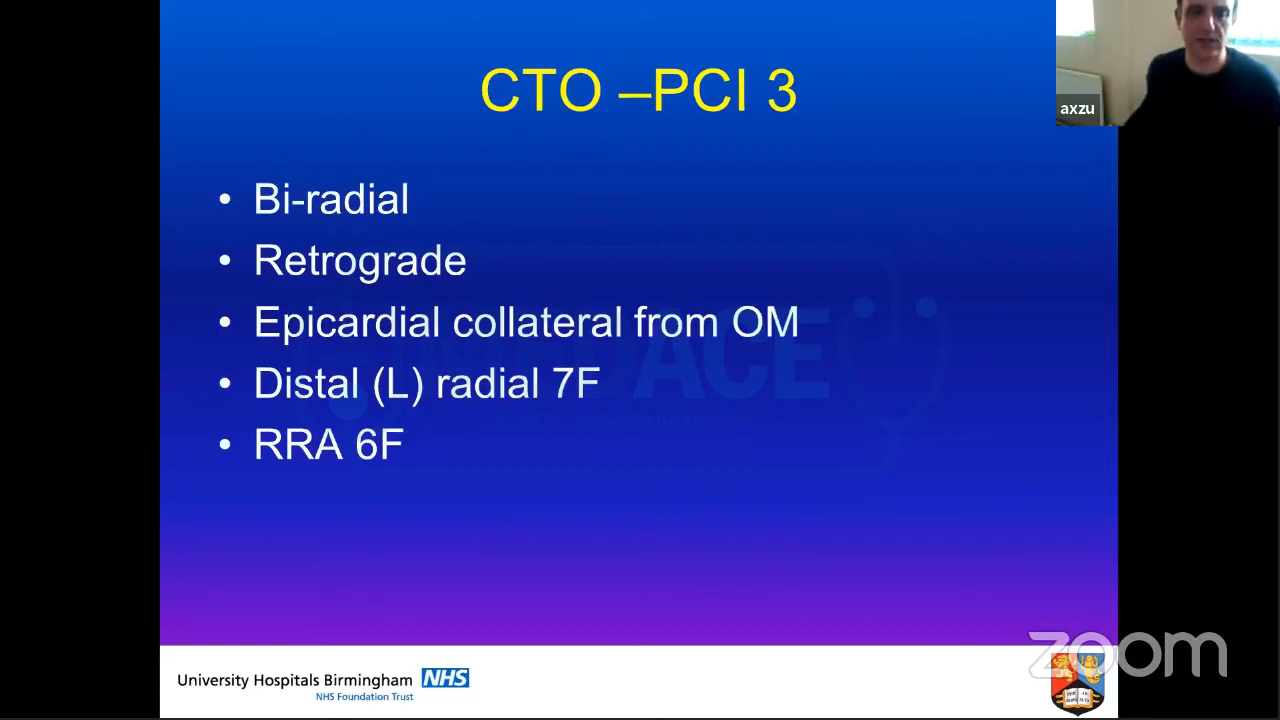 CTO –PCI 3
axzu
• Bi-radial
• Retrograde
• Epicardial collateral from OM
• Distal (L) radial 7F
• RRA 6F
MEDACE
University Hospitals Birmingham NHS
NHS Foundation Trust
zoom